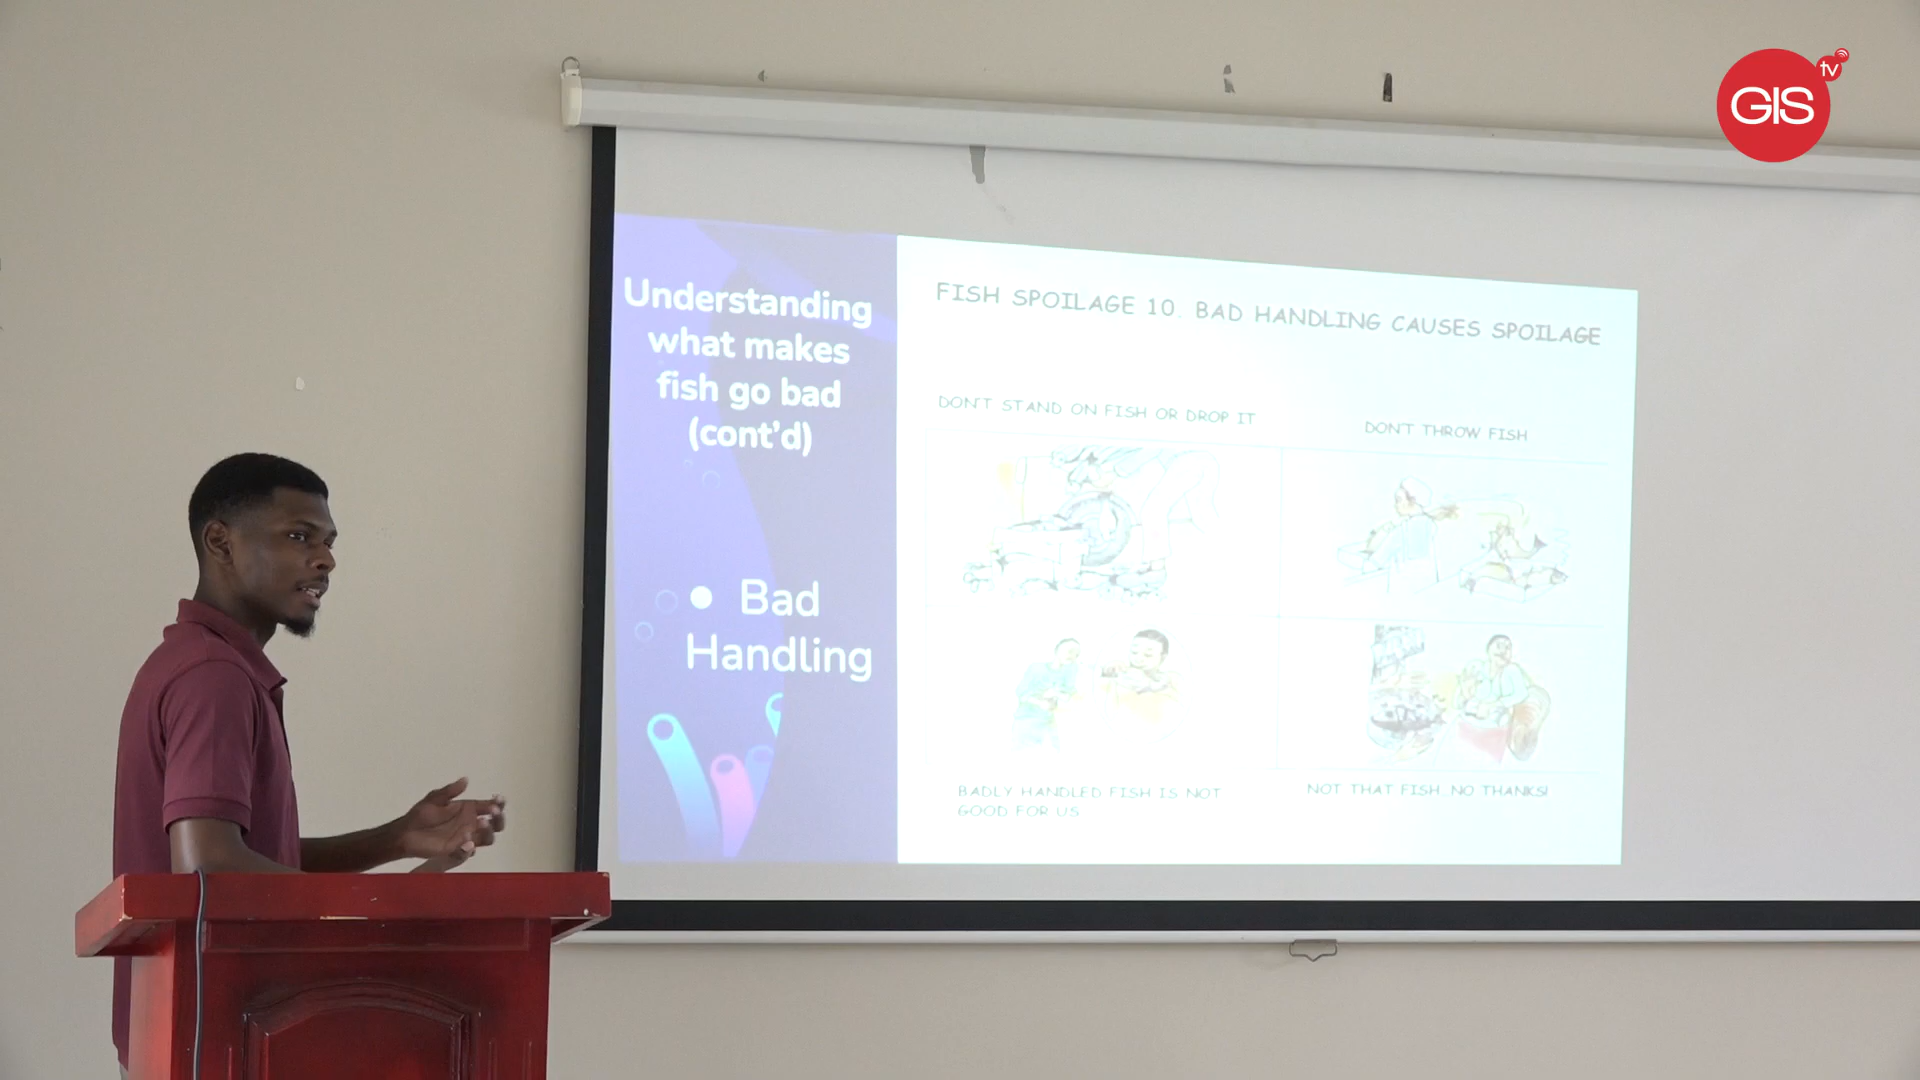 GIS
tv
Understanding
what makes
fish go bad
(cont'd)
● Bad
Handling
FISH SPOILAGE 10. BAD HANDLING CAUSES SPOILAGE
DON'T STAND ON FISH OR DROP IT
DON'T THROW FISH
BADLY HANDLED FISH IS NOT
GOOD FOR US
NOT THAT FISH..NO THANKS!